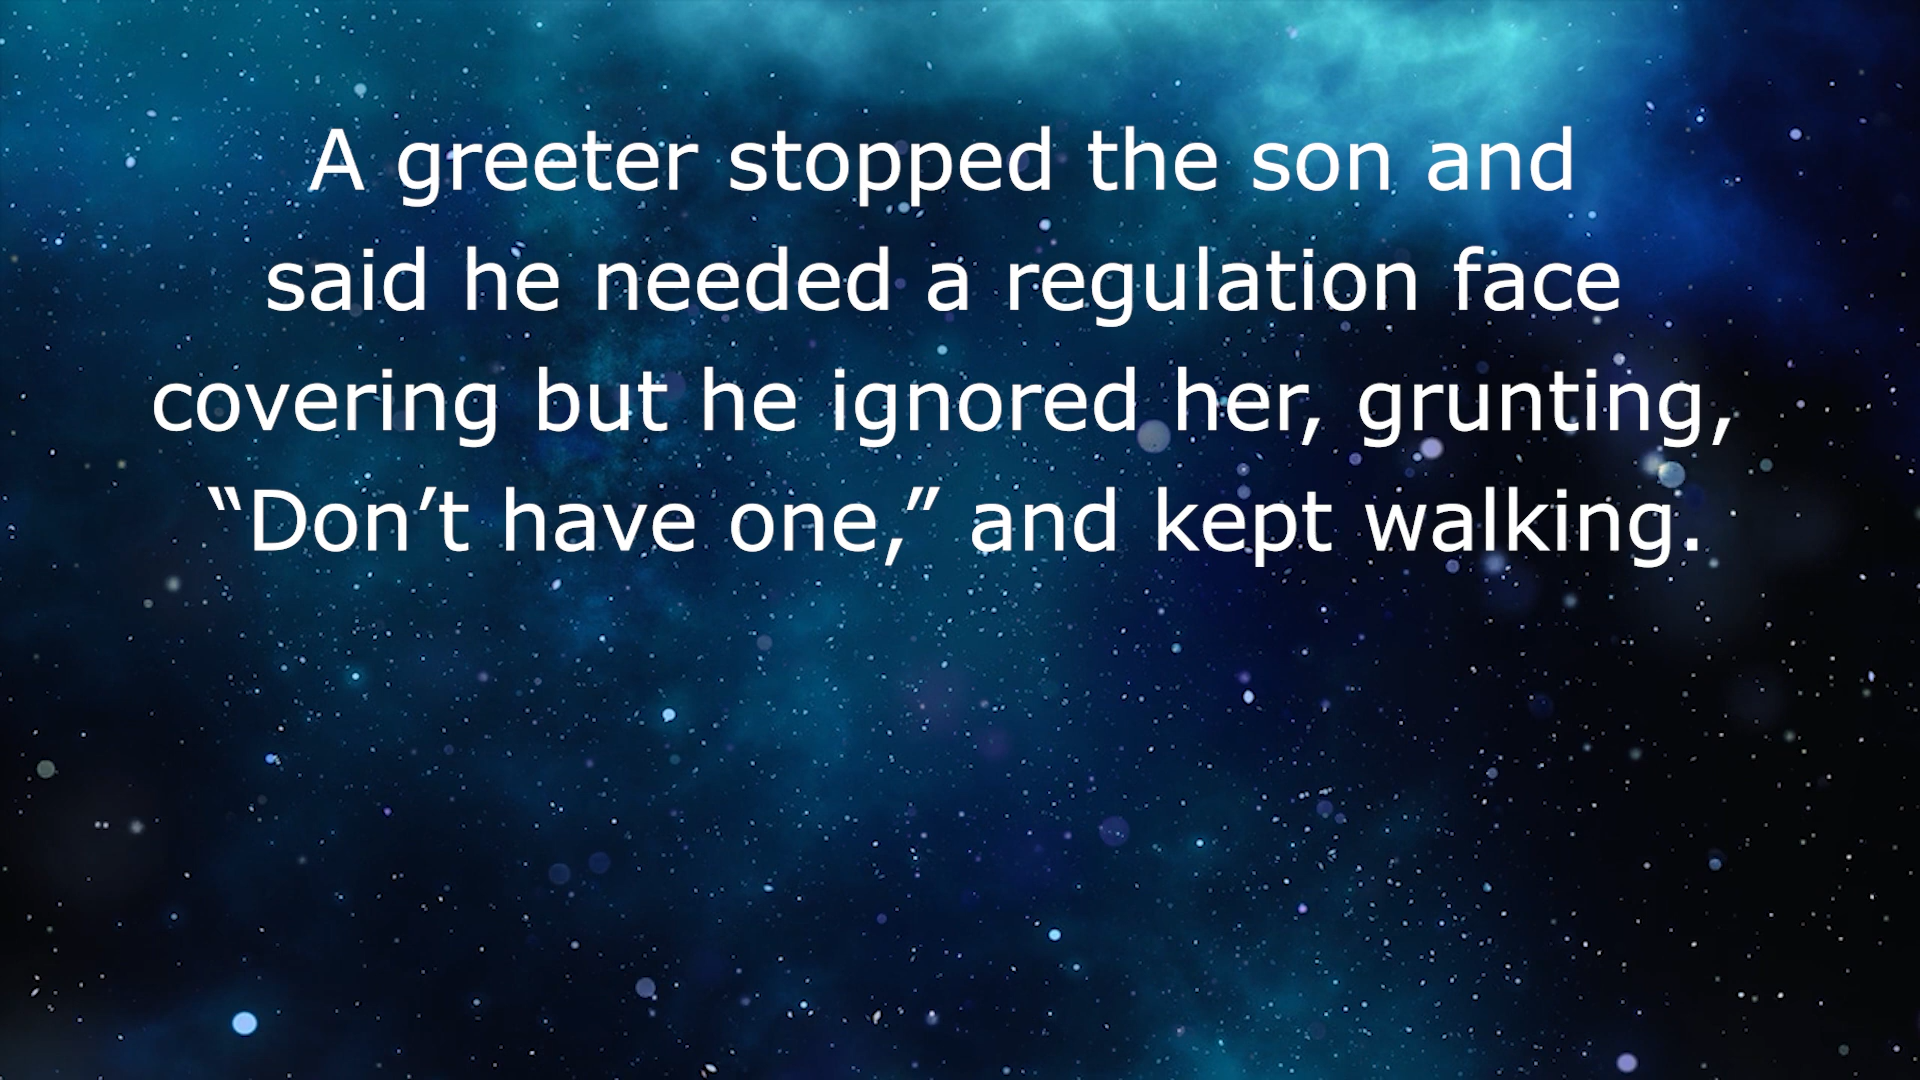 A greeter stopped the son and
said he needed a regulation face
covering but he ignored her, grunting,
“Don’t have one,” and kept walking.